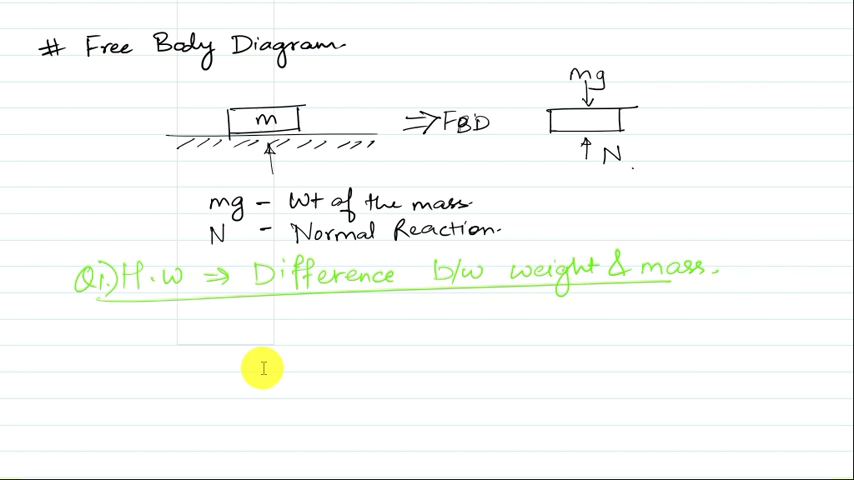 # Free Body Diagram
mg
m
⇒ FBD
N
mg - Wt of the mass.
N - Normal Reaction.
Q1.) H.W ⇒ Difference b/w weight & mass.